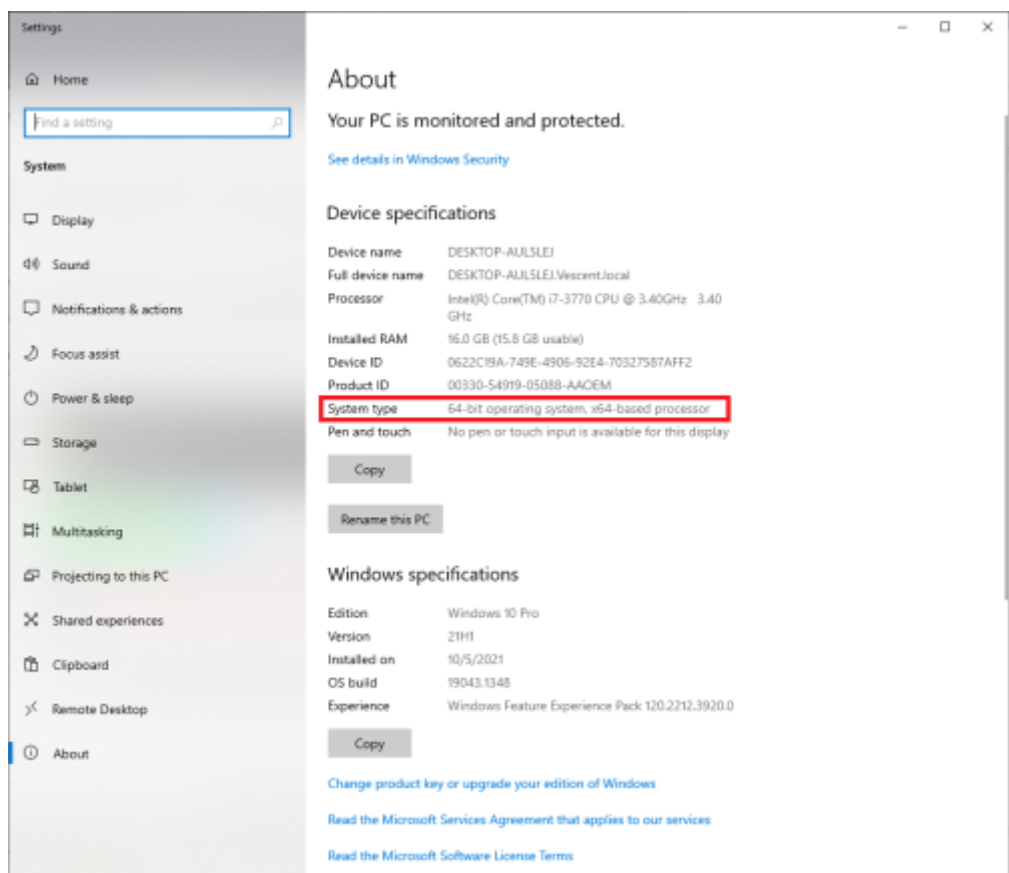 Settings
Home
Find a setting
System
Display
Sound
Notifications & actions
Focus assist
Power & sleep
Storage
Tablet
Multitasking
Projecting to this PC
Shared experiences
Clipboard
Remote Desktop
About
About
Your PC is monitored and protected.
See details in Windows Security
Device specifications
Device name DESKTOP-AUL5LEJ
Full device name DESKTOP-AUL5LEJ.Vescent.local
Processor Intel(R) Core(TM) i7-3770 CPU @ 3.40GHz 3.40
GHz
Installed RAM 16.0 GB (15.8 GB usable)
Device ID 0622C19A-749E-4906-92E4-70327587AFF2
Product ID 00330-54919-05088-AAOEM
System type 64-bit operating system, x64-based processor
Pen and touch No pen or touch input is available for this display
Copy
Rename this PC
Windows specifications
Edition Windows 10 Pro
Version 21H1
Installed on 10/5/2021
OS build 19043.1348
Experience Windows Feature Experience Pack 120.2212.3920.0
Copy
Change product key or upgrade your edition of Windows
Read the Microsoft Services Agreement that applies to our services
Read the Microsoft Software License Terms